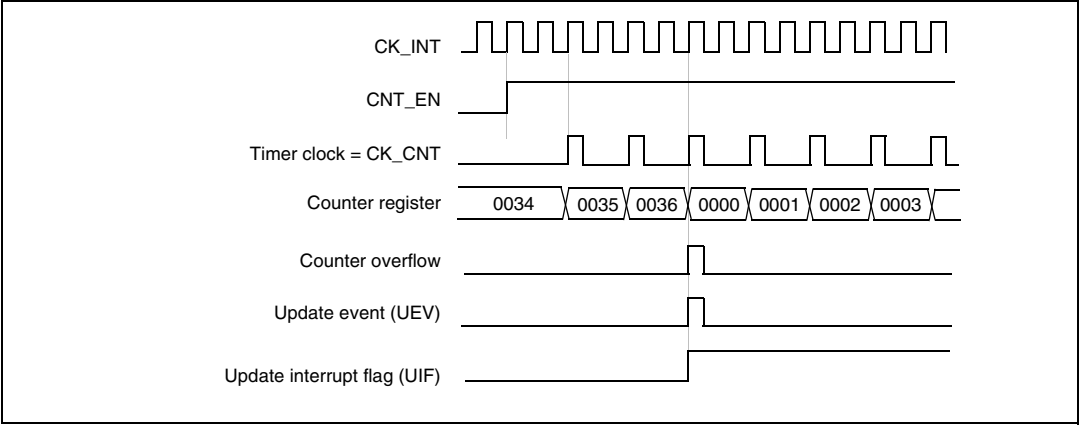 CK_INT
CNT_EN
Timer clock = CK_CNT
Counter register 0034 0035 0036 0000 0001 0002 0003
Counter overflow
Update event (UEV)
Update interrupt flag (UIF)